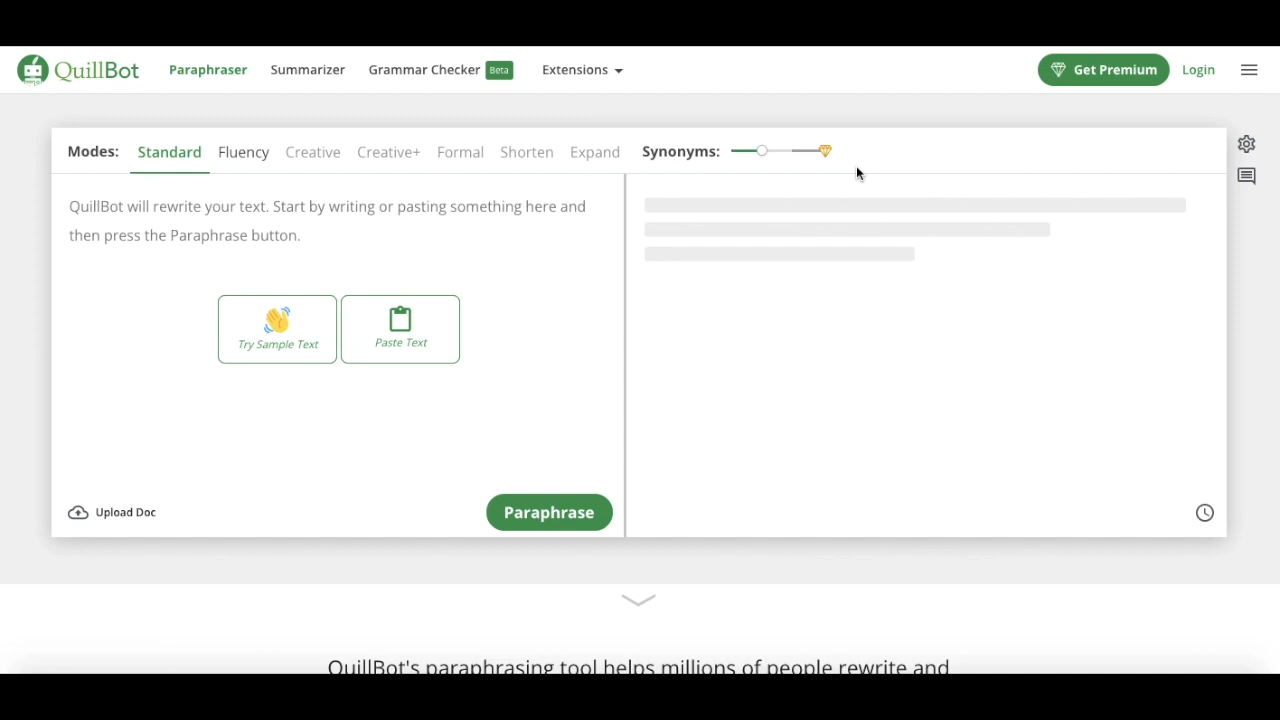 QuillBot Paraphraser Summarizer Grammar Checker Beta Extensions Get Premium Login
Modes: Standard Fluency Creative Creative+ Formal Shorten Expand Synonyms:
QuillBot will rewrite your text. Start by writing or pasting something here and
then press the Paraphrase button.
Try Sample Text Paste Text
Upload Doc Paraphrase
QuillBot's paraphrasing tool helps millions of people rewrite and